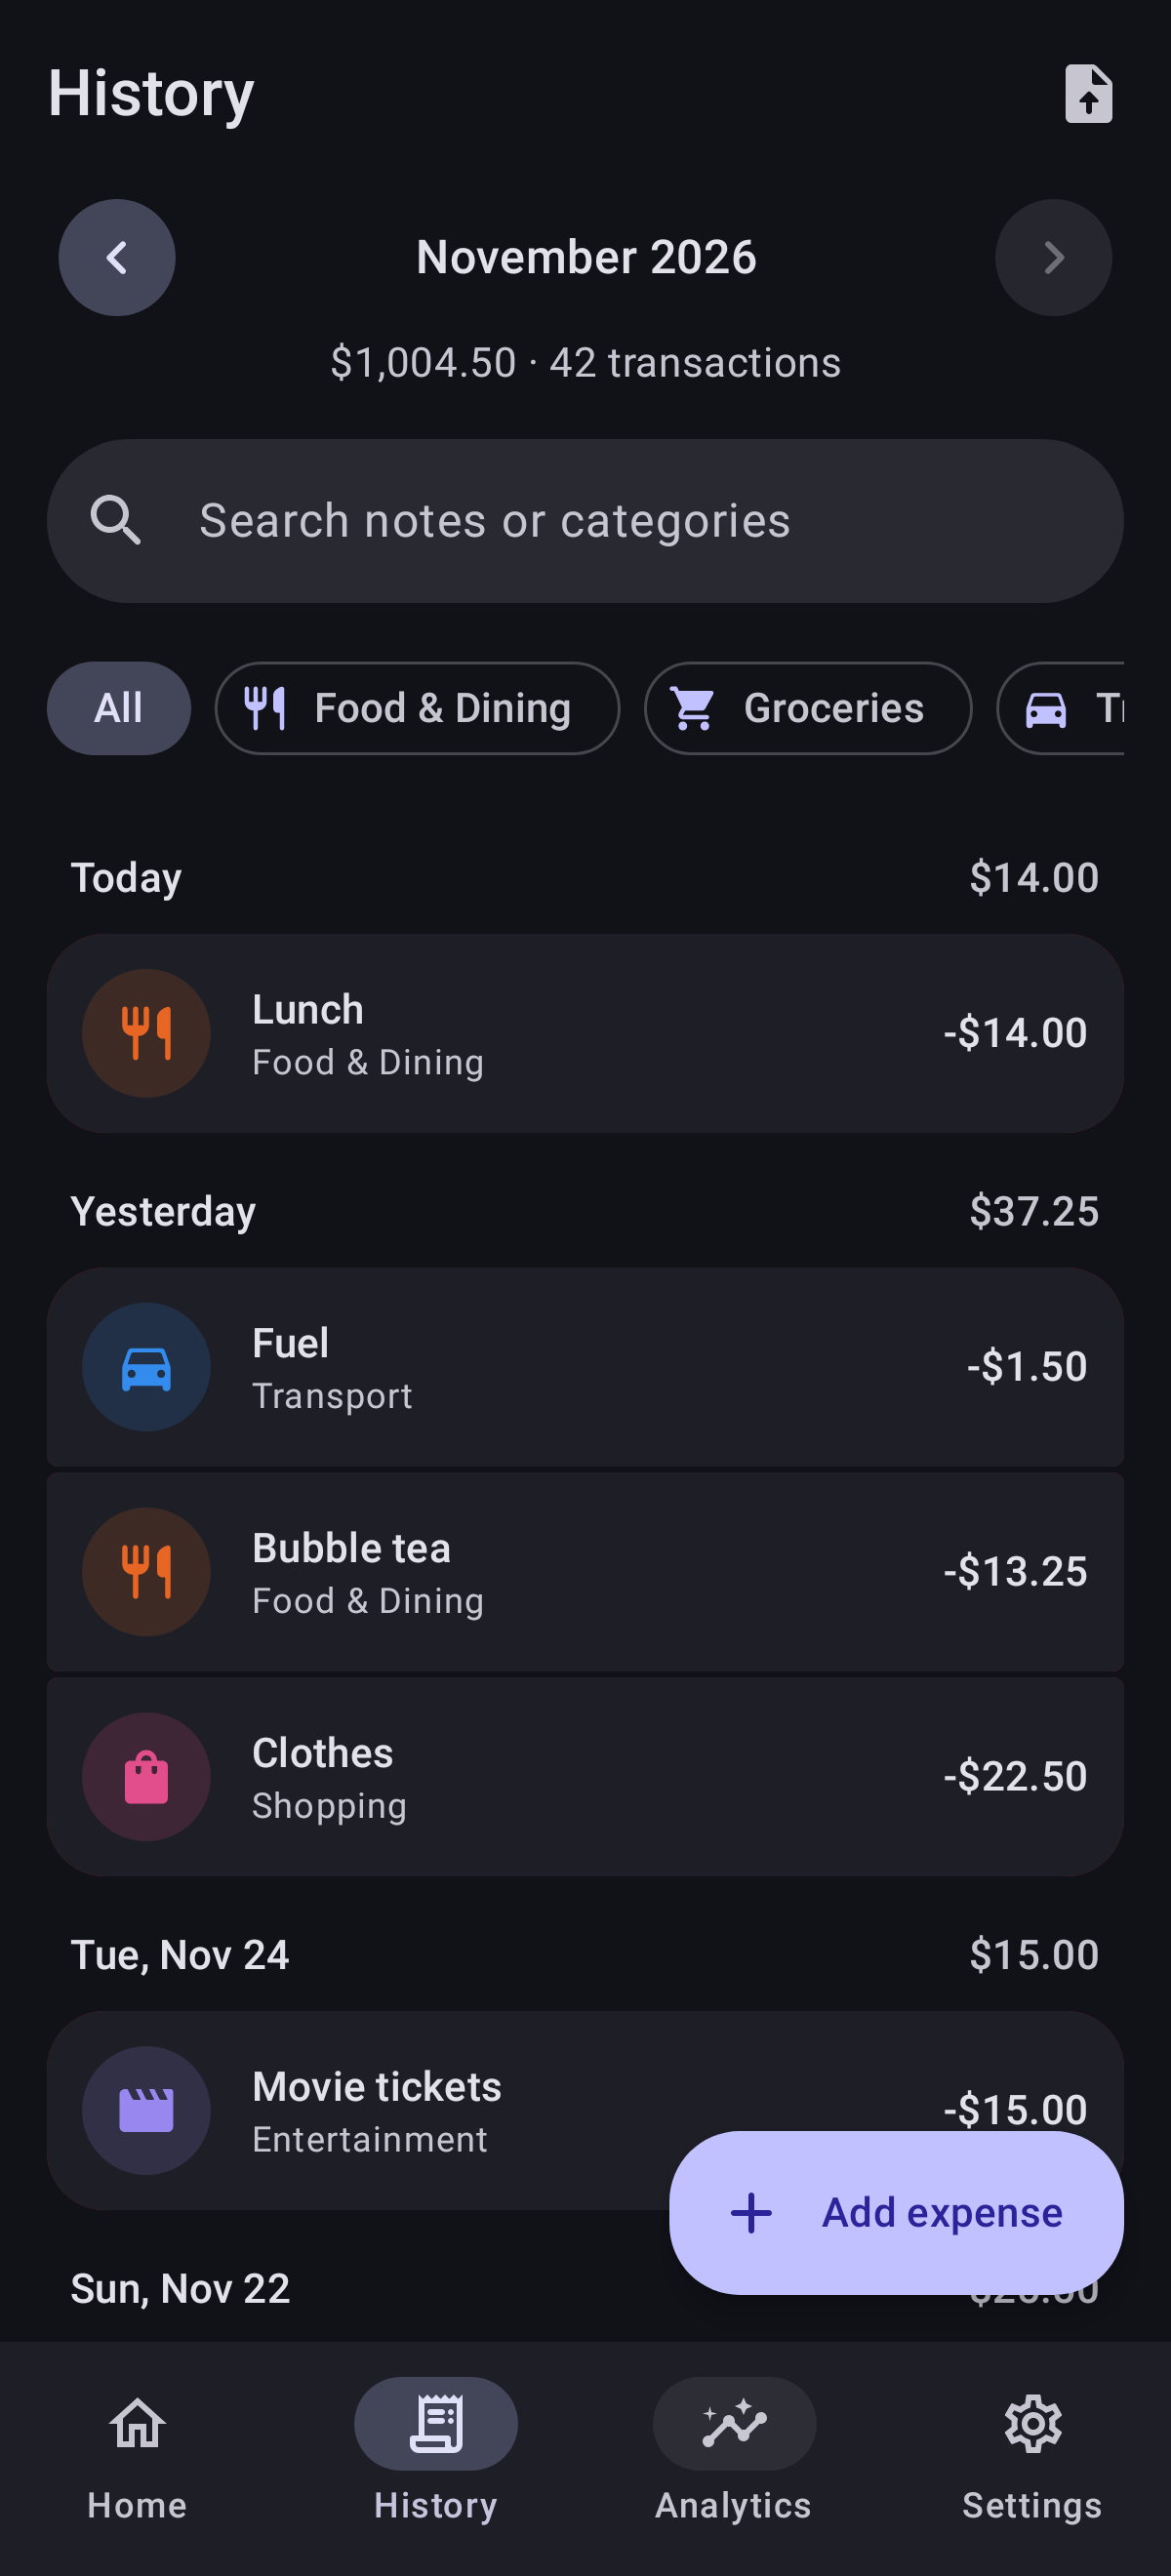 History
November 2026
$1,004.50 · 42 transactions
Search notes or categories
All Food & Dining Groceries
Today $14.00
Lunch
Food & Dining
-$14.00
Yesterday $37.25
Fuel
Transport
-$1.50
Bubble tea
Food & Dining
-$13.25
Clothes
Shopping
-$22.50
Tue, Nov 24 $15.00
Movie tickets
Entertainment
-$15.00
Add expense
Sun, Nov 22
Home History Analytics Settings